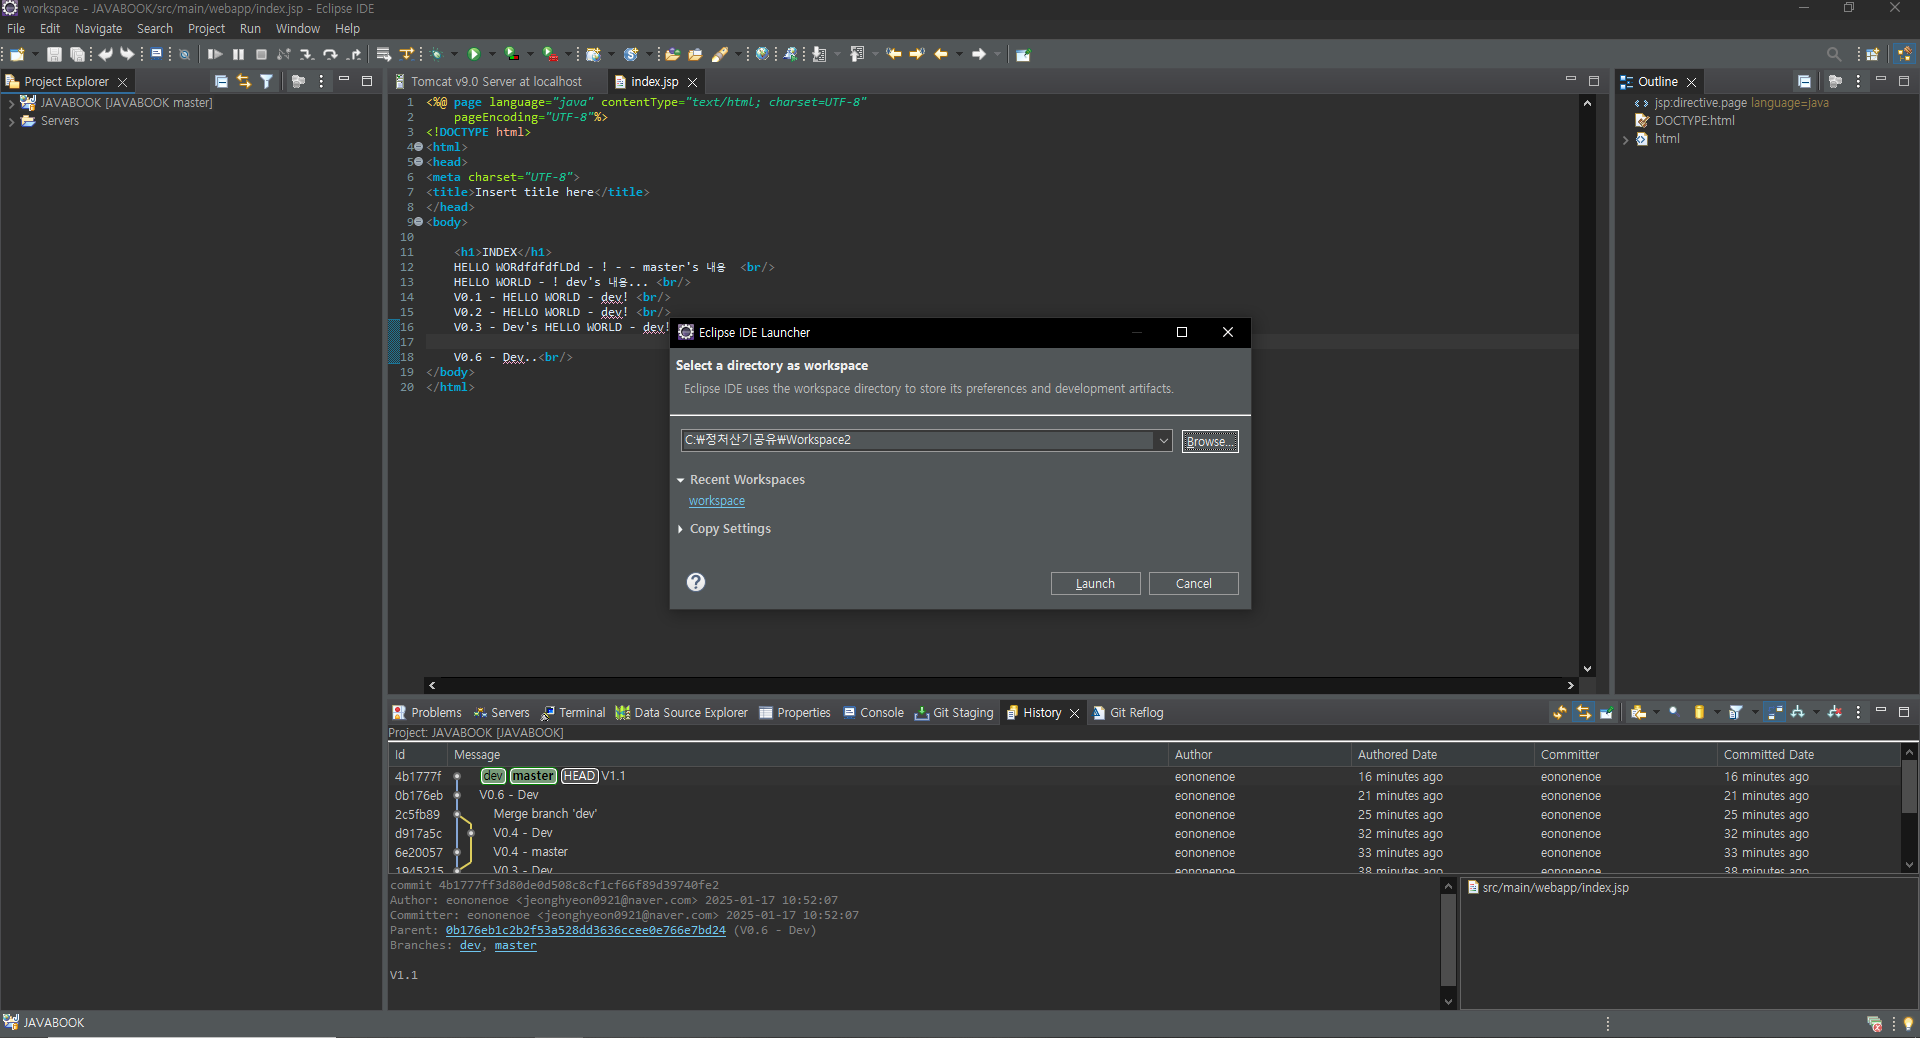 workspace - JAVABOOK/src/main/webapp/index.jsp - Eclipse IDE
File Edit Navigate Search Project Run Window Help
Project Explorer
JAVABOOK [JAVABOOK master]
Servers
Tomcat v9.0 Server at localhost
index.jsp
1 <%@ page language="java" contentType="text/html; charset=UTF-8"
2 pageEncoding="UTF-8"%>
3 <!DOCTYPE html>
4 <html>
5 <head>
6 <meta charset="UTF-8">
7 <title>Insert title here</title>
8 </head>
9 <body>
10
11 <h1>INDEX</h1>
12 HELLO WORdfdfdfLDd - ! - - master's 내용 <br/>
13 HELLO WORLD - ! dev's 내용... <br/>
14 V0.1 - HELLO WORLD - dev! <br/>
15 V0.2 - HELLO WORLD - dev! <br/>
16 V0.3 - Dev's HELLO WORLD - dev!
17
18 V0.6 - Dev..<br/>
19 </body>
20 </html>
Outline
jsp:directive.page language=java
DOCTYPE:html
html
Eclipse IDE Launcher
Select a directory as workspace
Eclipse IDE uses the workspace directory to store its preferences and development artifacts.
C:₩정처산기공유₩Workspace2
Browse...
Recent Workspaces
workspace
Copy Settings
Launch Cancel
Problems Servers Terminal Data Source Explorer Properties Console Git Staging History Git Reflog
Project: JAVABOOK [JAVABOOK]
Id Message Author Authored Date Committer Committed Date
4b1777f dev master HEAD V1.1 eononenoe 16 minutes ago eononenoe 16 minutes ago
0b176eb V0.6 - Dev eononenoe 21 minutes ago eononenoe 21 minutes ago
2c5fb89 Merge branch 'dev' eononenoe 25 minutes ago eononenoe 25 minutes ago
d917a5c V0.4 - Dev eononenoe 32 minutes ago eononenoe 32 minutes ago
6e20057 V0.4 - master eononenoe 33 minutes ago eononenoe 33 minutes ago
1945215 V0.3 - Dev eononenoe 38 minutes ago eononenoe 38 minutes ago
commit 4b1777ff3d80de0d508c8cf1cf66f89d39740fe2
Author: eononenoe <jeonghyeon0921@naver.com> 2025-01-17 10:52:07
Committer: eononenoe <jeonghyeon0921@naver.com> 2025-01-17 10:52:07
Parent: 0b176eb1c2b2f53a528dd3636ccee0e766e7bd24 (V0.6 - Dev)
Branches: dev, master
V1.1
src/main/webapp/index.jsp
JAVABOOK